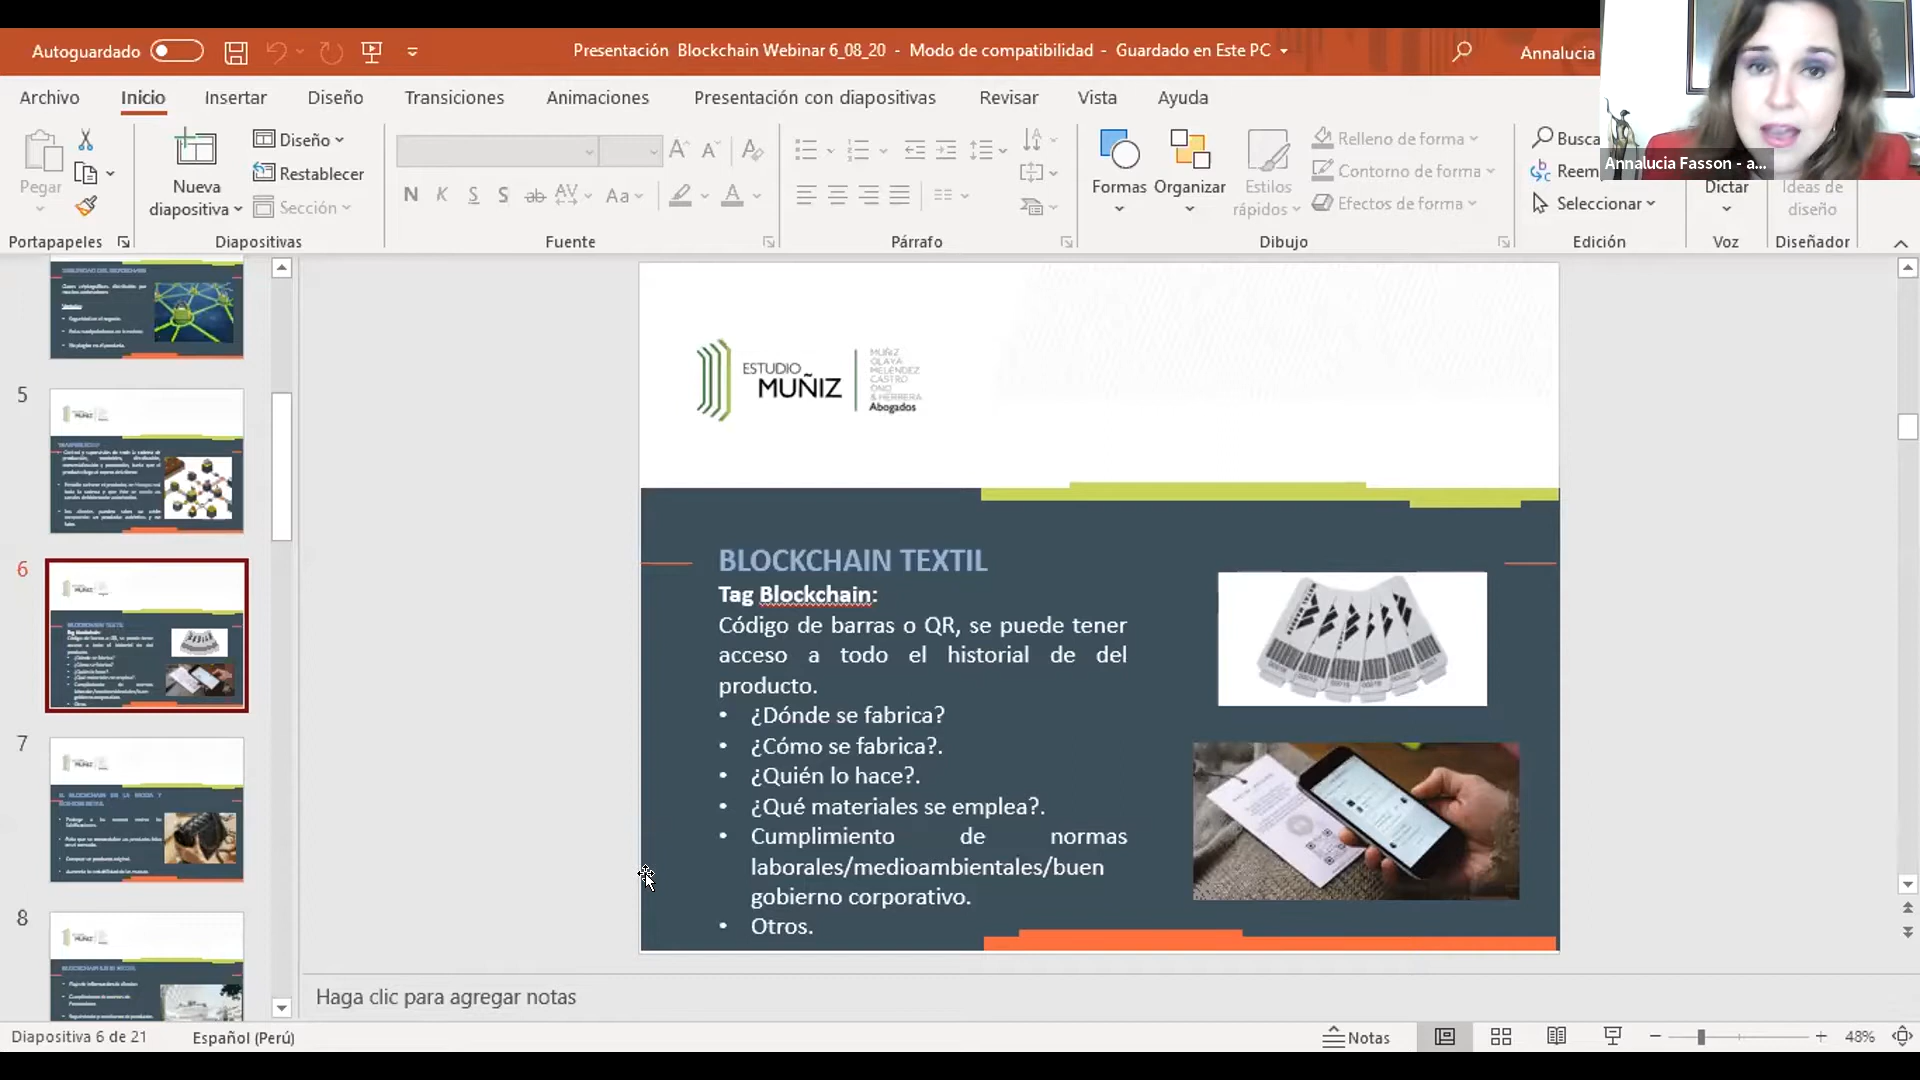 Autoguardado
Presentación Blockchain Webinar 6_08_20 - Modo de compatibilidad - Guardado en Este PC
Annalucia
Annalucia Fasson - a...
Archivo Inicio Insertar Diseño Transiciones Animaciones Presentación con diapositivas Revisar Vista Ayuda
Pegar
Nueva
diapositiva
Diseño
Restablecer
Sección
N K S S ab AV Aa A
Formas
Organizar
Estilos
rápidos
Relleno de forma
Contorno de forma
Efectos de forma
Busca
Reem
Seleccionar
Dictar
Ideas de
diseño
Portapapeles Diapositivas Fuente Párrafo Dibujo Edición Voz Diseñador
5
6
7
8
ESTUDIO
MUÑIZ
MUÑIZ
OLAYA
MELÉNDEZ
CASTRO
ONO
& HERRERA
Abogados
BLOCKCHAIN TEXTIL
Tag Blockchain:
Código de barras o QR, se puede tener
acceso a todo el historial de del
producto.
• ¿Dónde se fabrica?
• ¿Cómo se fabrica?.
• ¿Quién lo hace?.
• ¿Qué materiales se emplea?.
• Cumplimiento de normas
laborales/medioambientales/buen
gobierno corporativo.
• Otros.
Haga clic para agregar notas
Diapositiva 6 de 21 Español (Perú) Notas 48%